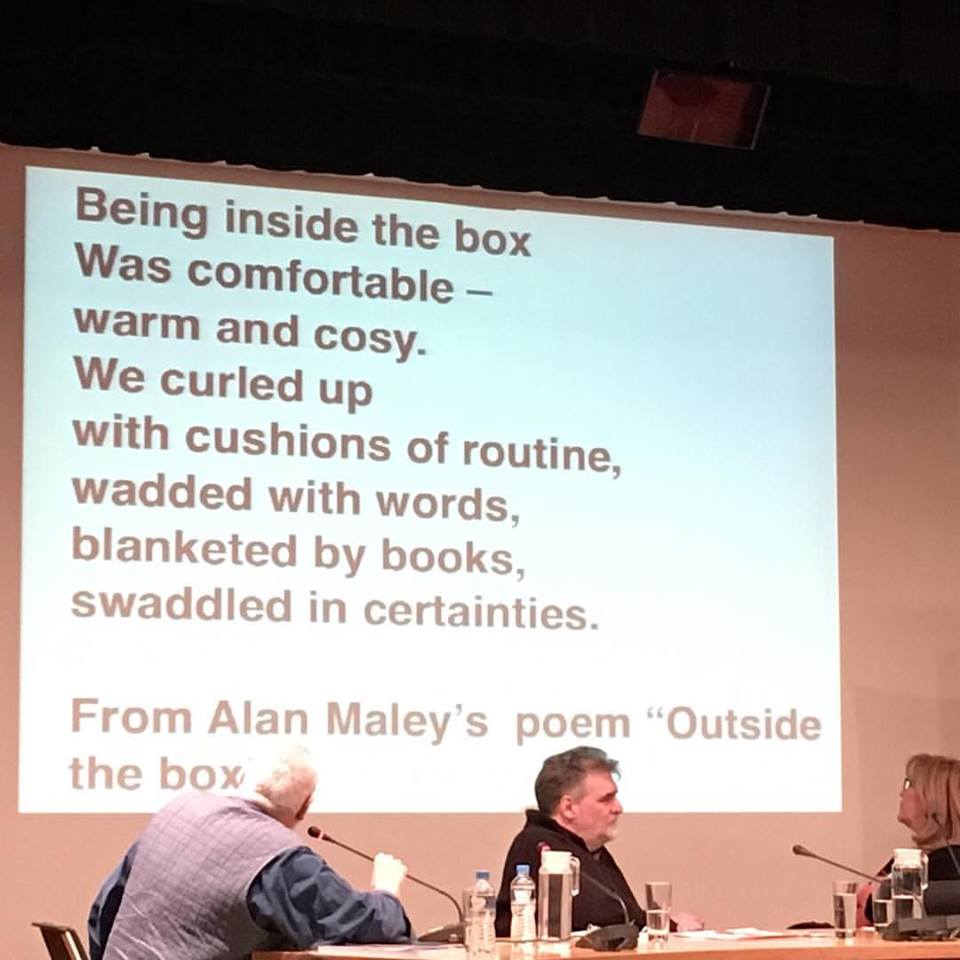 Being inside the box
Was comfortable –
warm and cosy.
We curled up
with cushions of routine,
wadded with words,
blanketed by books,
swaddled in certainties.
From Alan Maley’s poem “Outside
the box